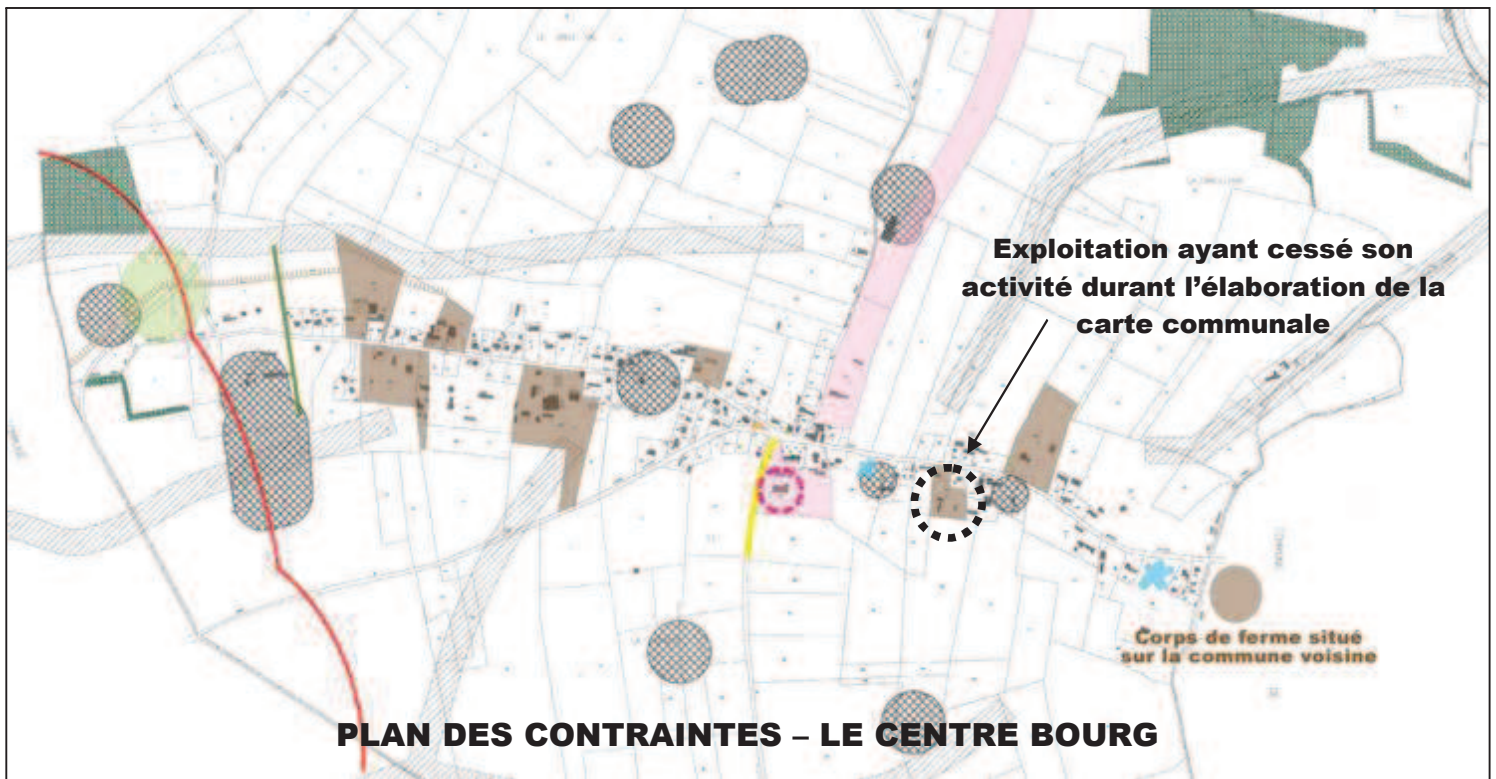 Exploitation ayant cessé son
activité durant l’élaboration de la
carte communale
Corps de ferme situé
sur la commune voisine
PLAN DES CONTRAINTES – LE CENTRE BOURG